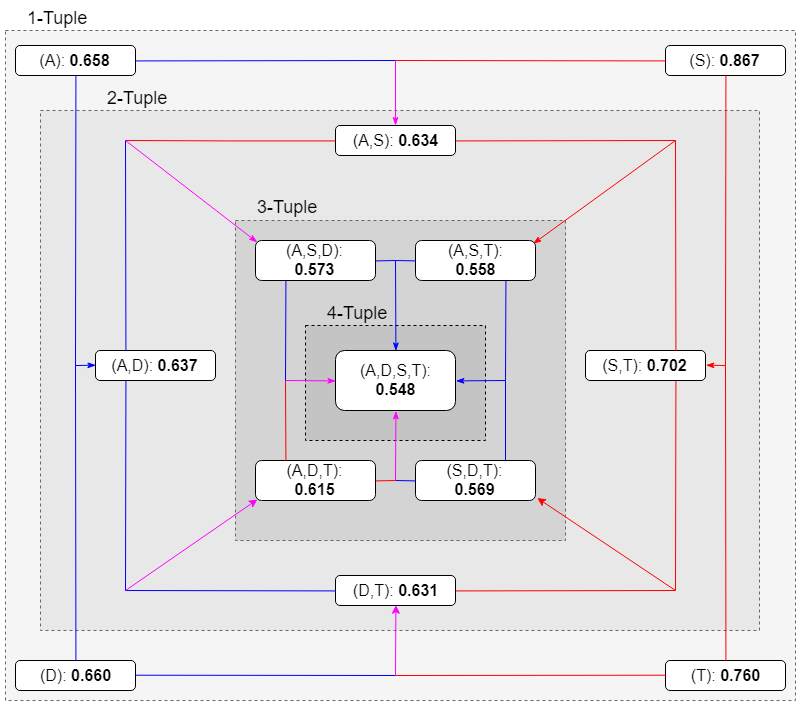 1-Tuple
(A): 0.658
(S): 0.867
2-Tuple
(A,S): 0.634
3-Tuple
(A,S,D):
0.573
(A,S,T):
0.558
4-Tuple
(A,D): 0.637
(A,D,S,T):
0.548
(S,T): 0.702
(A,D,T):
0.615
(S,D,T):
0.569
(D,T): 0.631
(D): 0.660
(T): 0.760